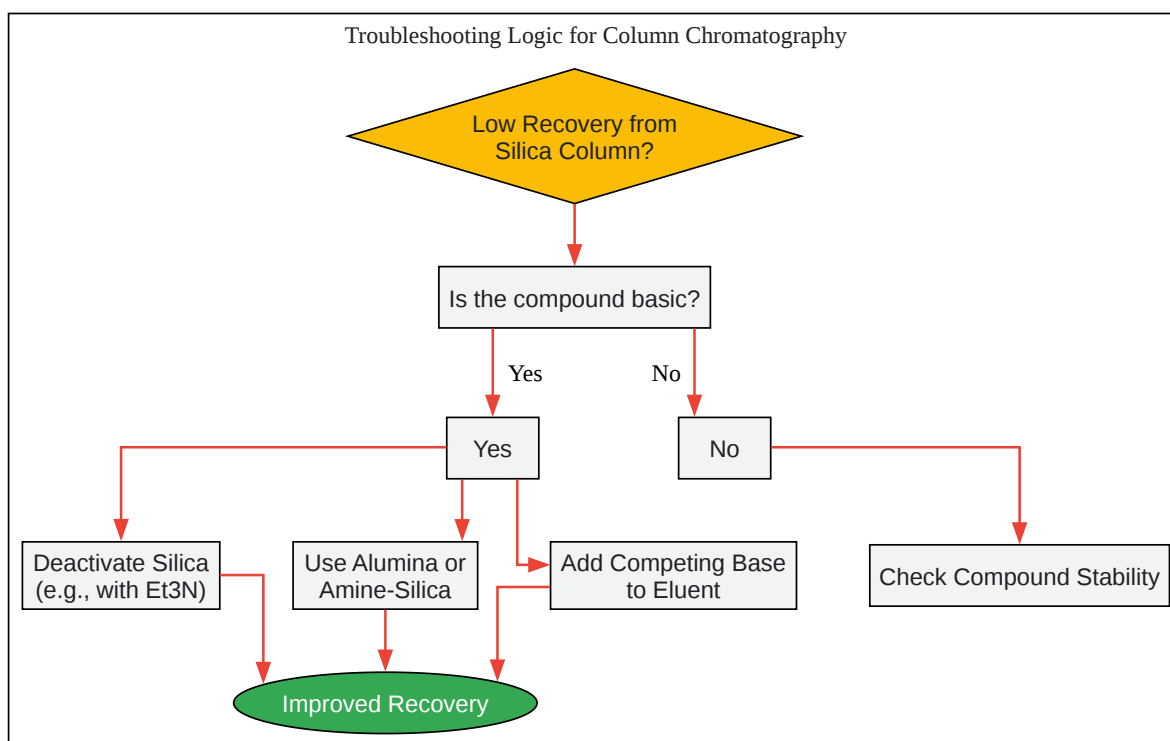 Troubleshooting Logic for Column Chromatography
Low Recovery from
Silica Column?
Is the compound basic?
Yes
No
Yes
No
Deactivate Silica
(e.g., with Et3N)
Use Alumina or
Amine-Silica
Add Competing Base
to Eluent
Check Compound Stability
Improved Recovery